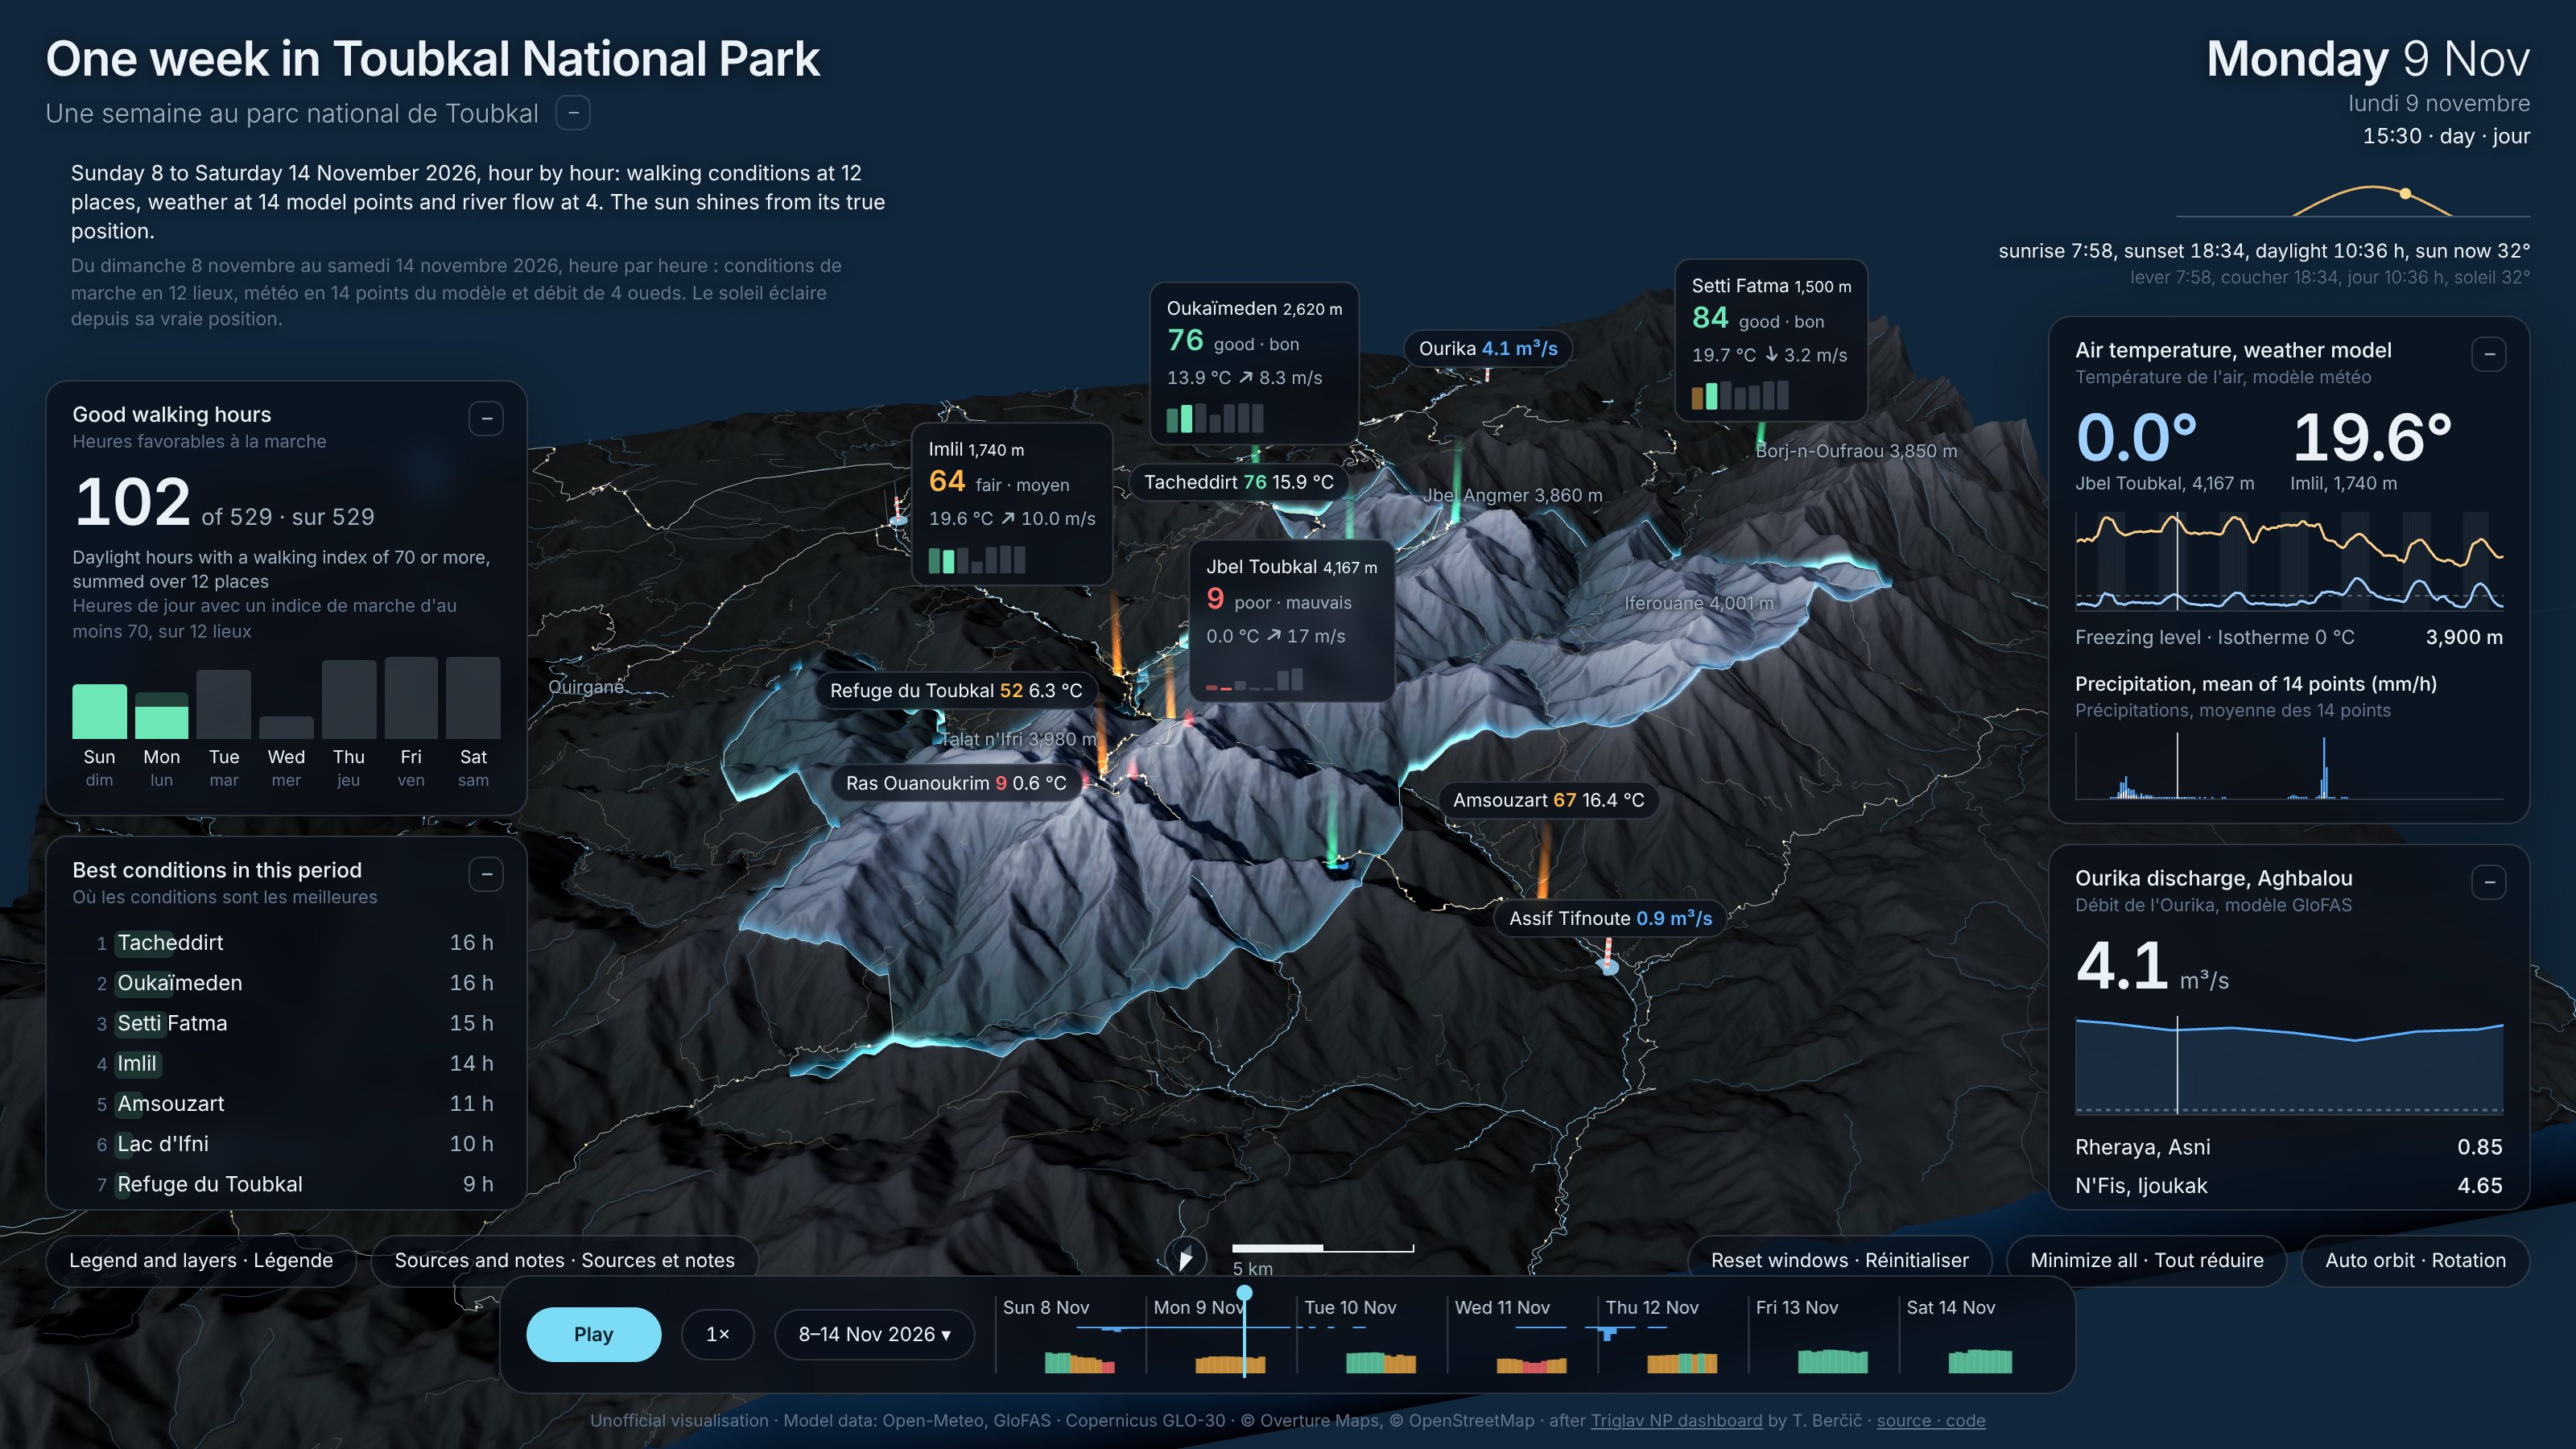 One week in Toubkal National Park
Une semaine au parc national de Toubkal
–
Sunday 8 to Saturday 14 November 2026, hour by hour: walking conditions at 12
places, weather at 14 model points and river flow at 4. The sun shines from its true
position.
Du dimanche 8 novembre au samedi 14 novembre 2026, heure par heure : conditions de
marche en 12 lieux, météo en 14 points du modèle et débit de 4 oueds. Le soleil éclaire
depuis sa vraie position.
Monday 9 Nov
lundi 9 novembre
15:30 · day · jour
sunrise 7:58, sunset 18:34, daylight 10:36 h, sun now 32°
lever 7:58, coucher 18:34, jour 10:36 h, soleil 32°
Good walking hours
–
Heures favorables à la marche
102 of 529 · sur 529
Daylight hours with a walking index of 70 or more,
summed over 12 places
Heures de jour avec un indice de marche d'au
moins 70, sur 12 lieux
Sun Mon Tue Wed Thu Fri Sat
dim lun mar mer jeu ven sam
Best conditions in this period
–
Où les conditions sont les meilleures
1 Tacheddirt 16 h
2 Oukaïmeden 16 h
3 Setti Fatma 15 h
4 Imlil 14 h
5 Amsouzart 11 h
6 Lac d'Ifni 10 h
7 Refuge du Toubkal 9 h
Oukaïmeden 2,620 m
76 good · bon
13.9 °C ↗ 8.3 m/s
Ourika 4.1 m³/s
Setti Fatma 1,500 m
84 good · bon
19.7 °C ↓ 3.2 m/s
Borj-n-Oufraou 3,850 m
Imlil 1,740 m
64 fair · moyen
19.6 °C ↗ 10.0 m/s
Tacheddirt 76 15.9 °C
Jbel Angmer 3,860 m
Jbel Toubkal 4,167 m
9 poor · mauvais
0.0 °C ↗ 17 m/s
Iferouane 4,001 m
Ouirgane
Refuge du Toubkal 52 6.3 °C
Talat n'Ifri 3,980 m
Ras Ouanoukrim 9 0.6 °C
Amsouzart 67 16.4 °C
Assif Tifnoute 0.9 m³/s
Air temperature, weather model
–
Température de l'air, modèle météo
0.0° 19.6°
Jbel Toubkal, 4,167 m Imlil, 1,740 m
Freezing level · Isotherme 0 °C 3,900 m
Precipitation, mean of 14 points (mm/h)
Précipitations, moyenne des 14 points
Ourika discharge, Aghbalou
–
Débit de l'Ourika, modèle GloFAS
4.1 m³/s
Rheraya, Asni 0.85
N'Fis, Ijoukak 4.65
Legend and layers · Légende
Sources and notes · Sources et notes
5 km
Reset windows · Réinitialiser
Minimize all · Tout réduire
Auto orbit · Rotation
Play
1×
8–14 Nov 2026 ▾
Sun 8 Nov Mon 9 Nov Tue 10 Nov Wed 11 Nov Thu 12 Nov Fri 13 Nov Sat 14 Nov
Unofficial visualisation · Model data: Open-Meteo, GloFAS · Copernicus GLO-30 · © Overture Maps, © OpenStreetMap · after Triglav NP dashboard by T. Berčič · source · code